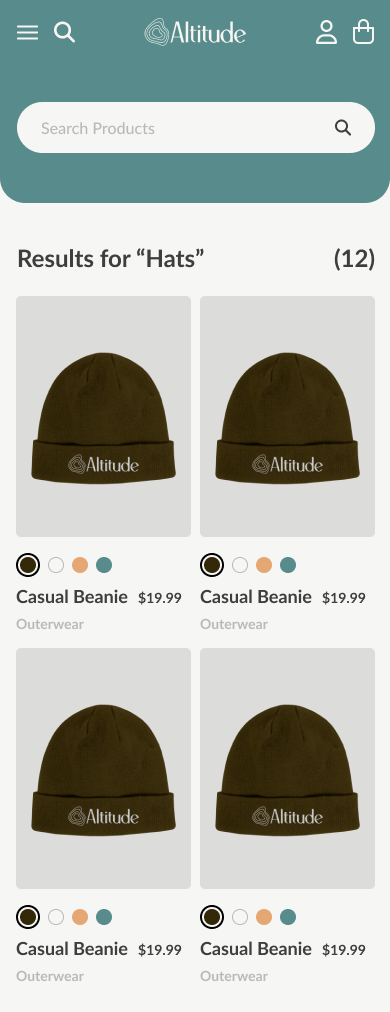 Altitude
Search Products
Results for “Hats” (12)
Altitude Altitude
Casual Beanie $19.99 Casual Beanie $19.99
Outerwear Outerwear
Altitude Altitude
Casual Beanie $19.99 Casual Beanie $19.99
Outerwear Outerwear